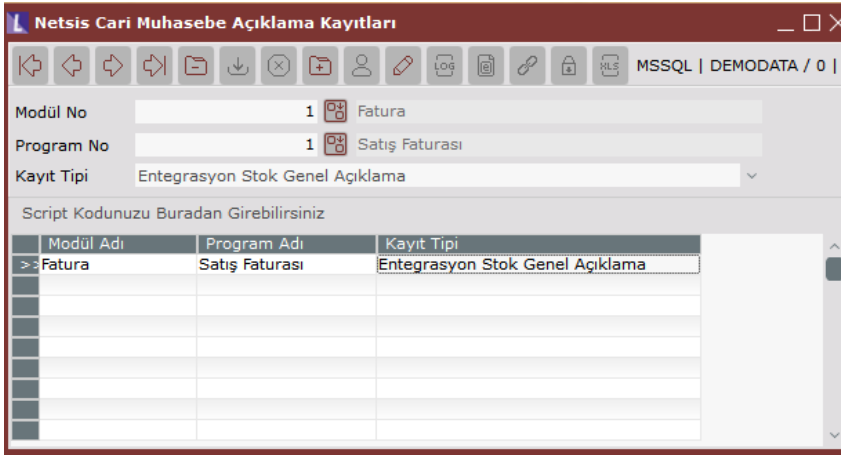 Netsis Cari Muhasebe Açıklama Kayıtları
LOG XLS MSSQL | DEMODATA / 0 |
Modül No 1 Fatura
Program No 1 Satış Faturası
Kayıt Tipi Entegrasyon Stok Genel Açıklama
Script Kodunuzu Buradan Girebilirsiniz
Modül Adı Program Adı Kayıt Tipi
>> Fatura Satış Faturası Entegrasyon Stok Genel Açıklama